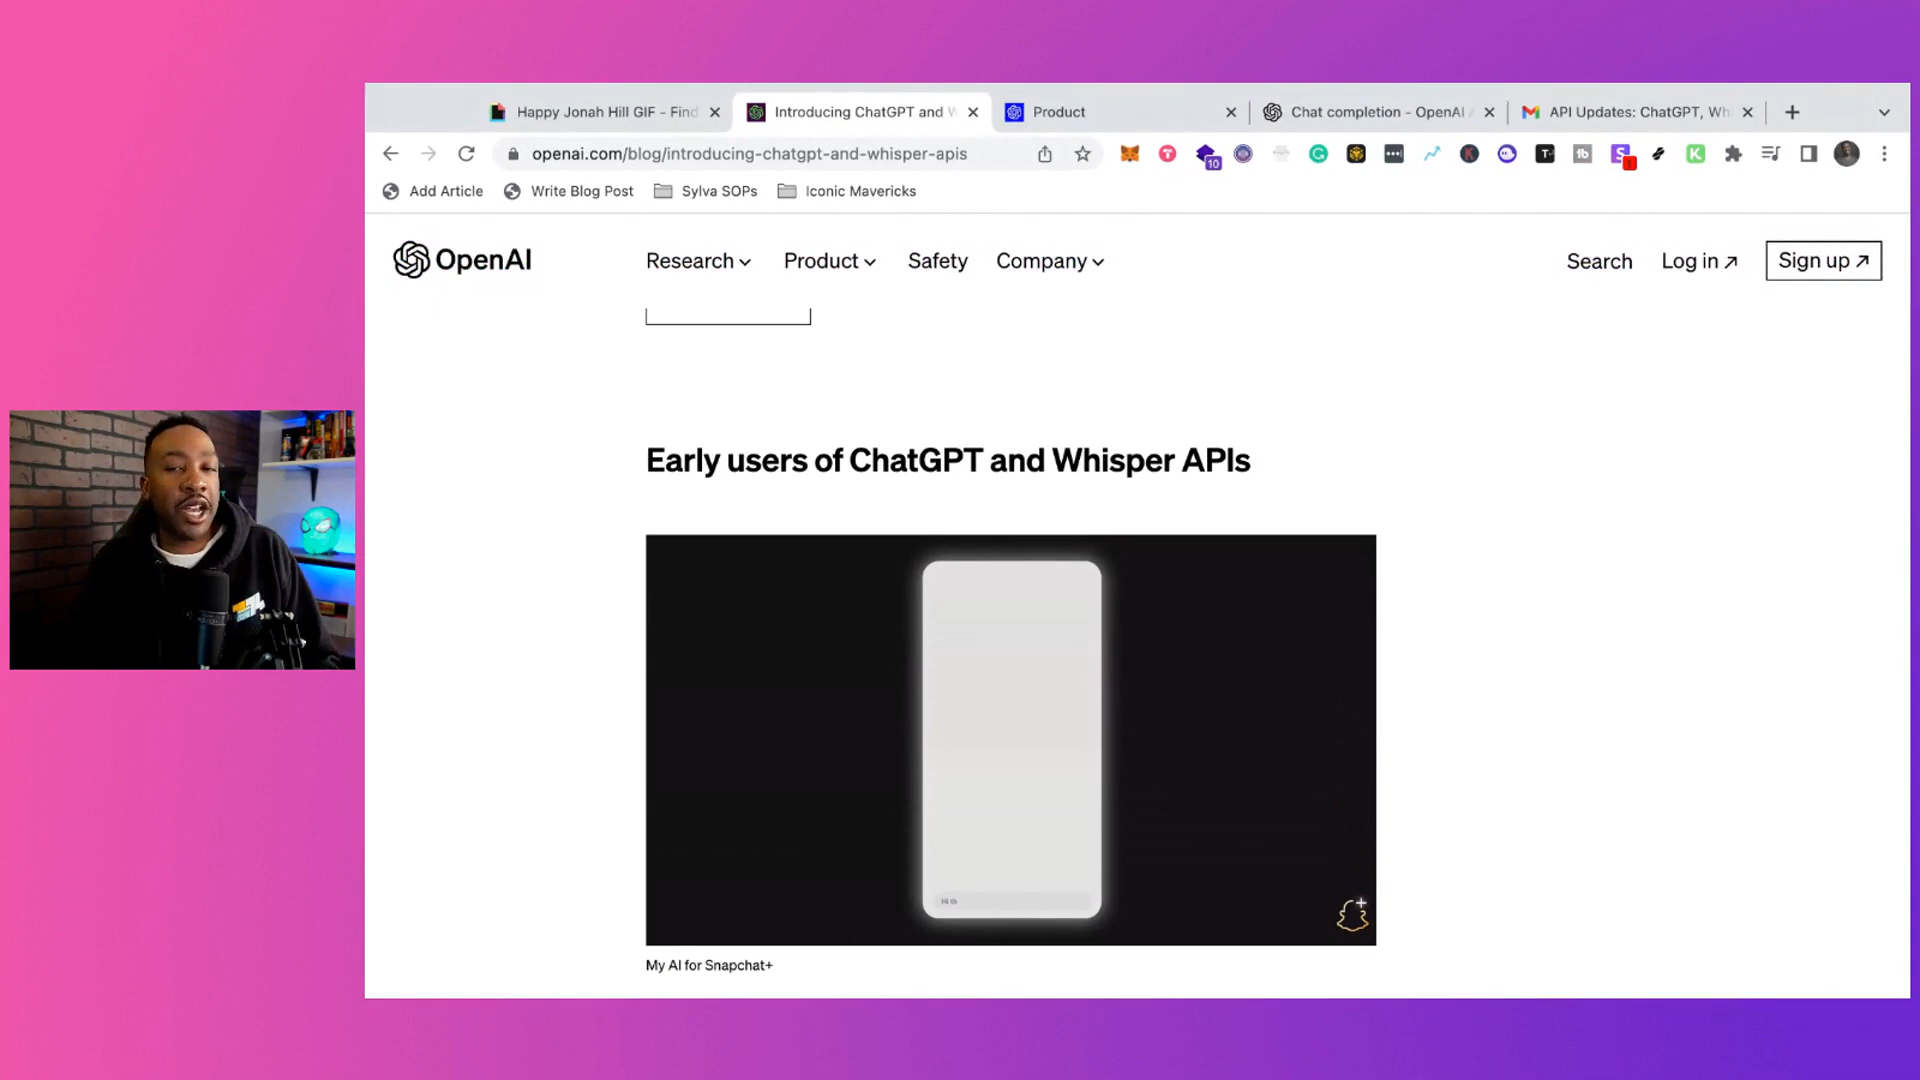 Happy Jonah Hill GIF - Find
Introducing ChatGPT and W
Product
Chat completion - OpenAI A
API Updates: ChatGPT, Whi
openai.com/blog/introducing-chatgpt-and-whisper-apis
10
Add Article
Write Blog Post
Sylva SOPs
Iconic Mavericks
OpenAI
Research
Product
Safety
Company
Search
Log in ↗
Sign up ↗
Early users of ChatGPT and Whisper APIs
My AI for Snapchat+